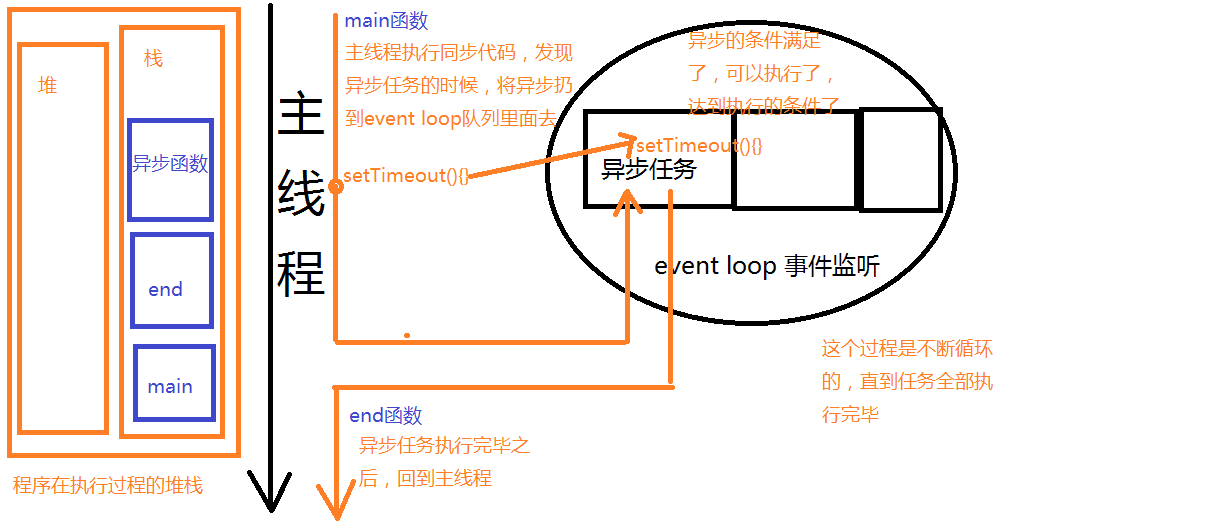 堆
栈
异步函数
end
main
程序在执行过程的堆栈
主
线
程
main函数
主线程执行同步代码，发现
异步任务的时候，将异步扔
到event loop队列里面去
setTimeout(){}
异步的条件满足
了，可以执行了，
达到执行的条件了
setTimeout(){}
异步任务
event loop 事件监听
这个过程是不断循环
的，直到任务全部执
行完毕
end函数
异步任务执行完毕之
后，回到主线程